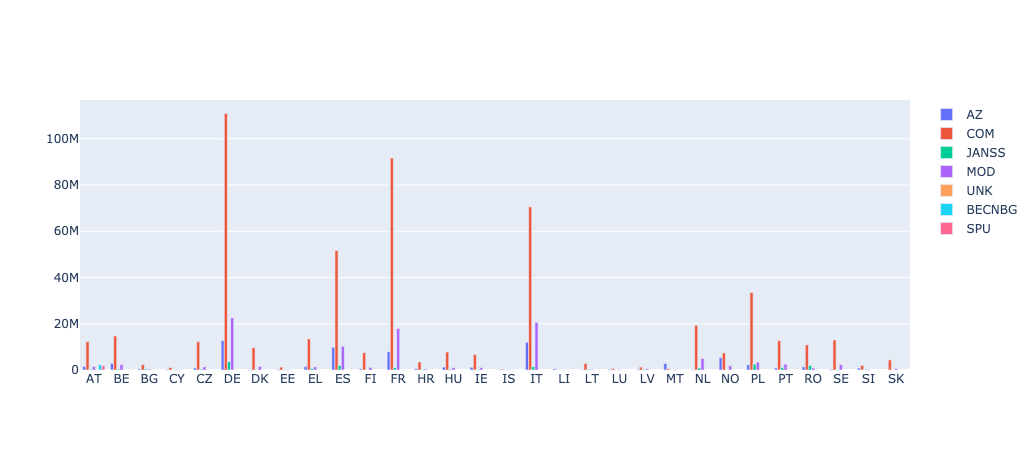 100M
80M
60M
40M
20M
0
AT BE BG CY CZ DE DK EE EL ES FI FR HR HU IE IS IT LI LT LU LV MT NL NO PL PT RO SE SI SK
AZ
COM
JANSS
MOD
UNK
BECNBG
SPU